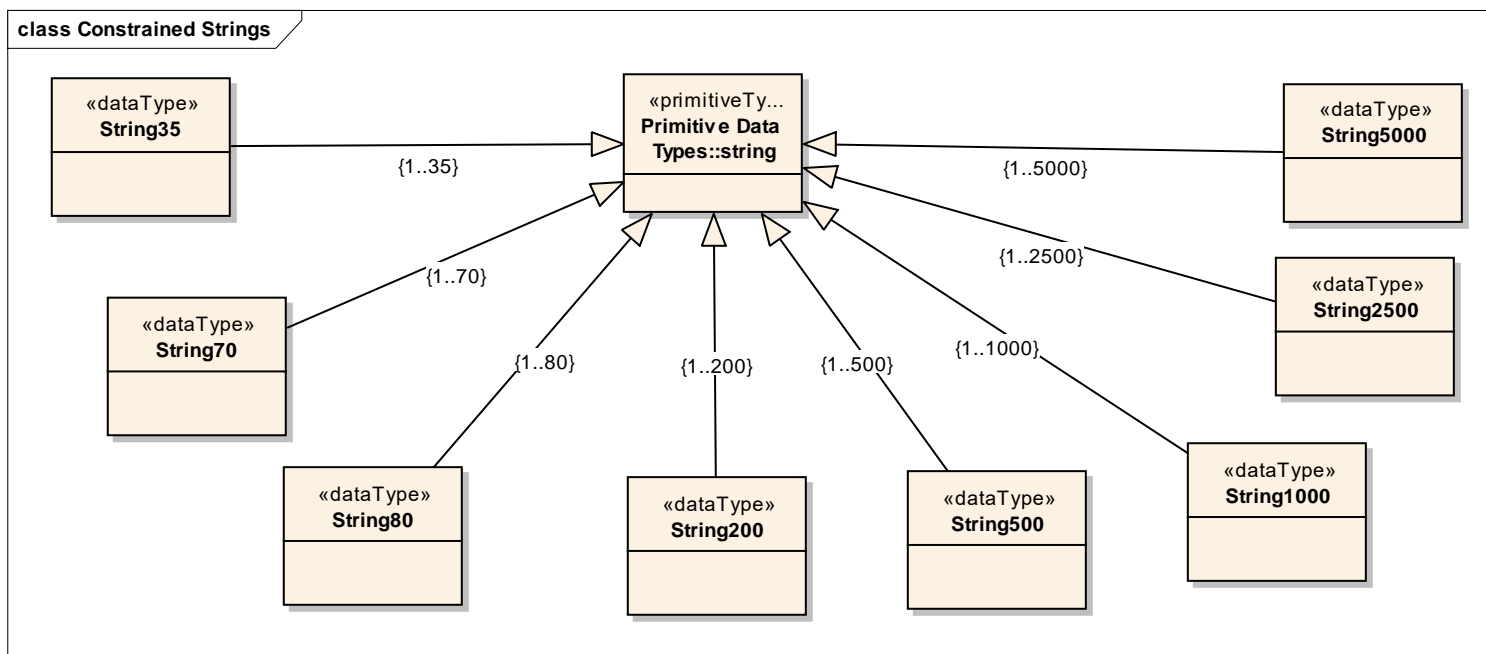 class Constrained Strings
«dataType»
String35
«primitiveTy...
Primitive Data
Types::string
«dataType»
String5000
{1..35}
{1..5000}
{1..70}
{1..2500}
«dataType»
String2500
«dataType»
String70
{1..80}
{1..200}
{1..500}
{1..1000}
«dataType»
String1000
«dataType»
String80
«dataType»
String200
«dataType»
String500